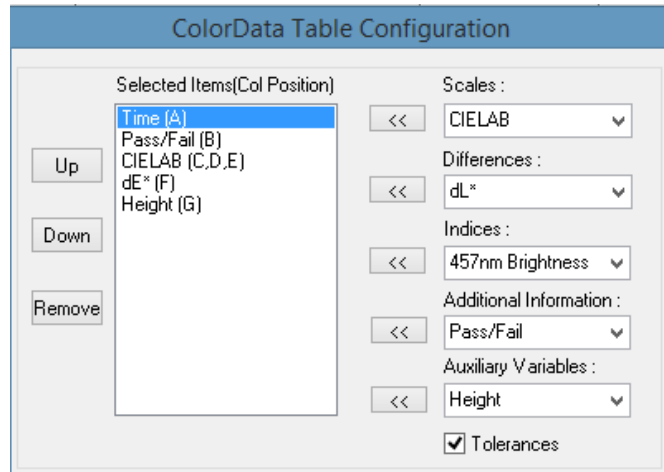 ColorData Table Configuration
Selected Items(Col Position)
Time (A)
Pass/Fail (B)
CIELAB (C,D,E)
dE* (F)
Height (G)
Up
Down
Remove
Scales :
<< CIELAB
Differences :
<< dL*
Indices :
<< 457nm Brightness
Additional Information :
<< Pass/Fail
Auxiliary Variables :
<< Height
Tolerances